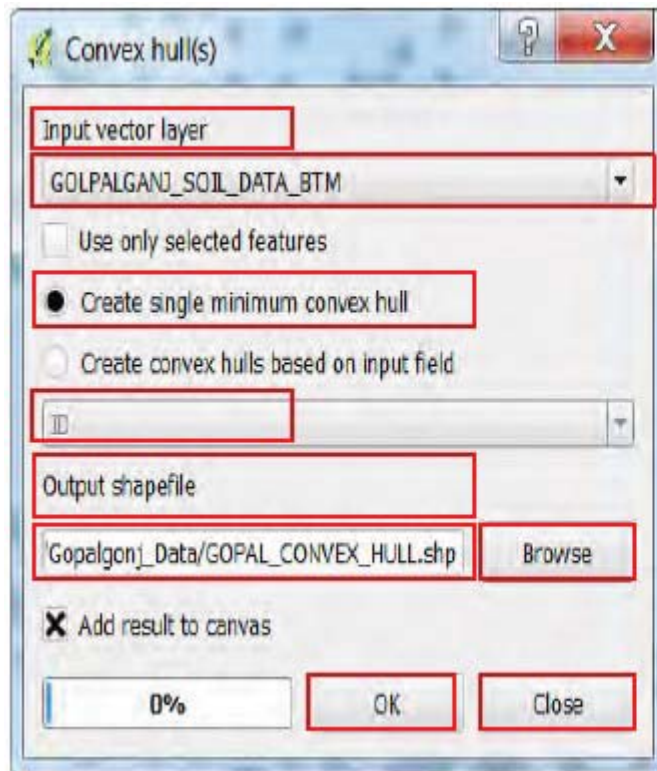 Convex hull(s)
Input vector layer
GOLPALGANJ_SOIL_DATA_BTM
Use only selected features
Create single minimum convex hull
Create convex hulls based on input field
ID
Output shapefile
'Gopalgonj_Data/GOPAL_CONVEX_HULL.shp
Browse
Add result to canvas
0%
OK
Close